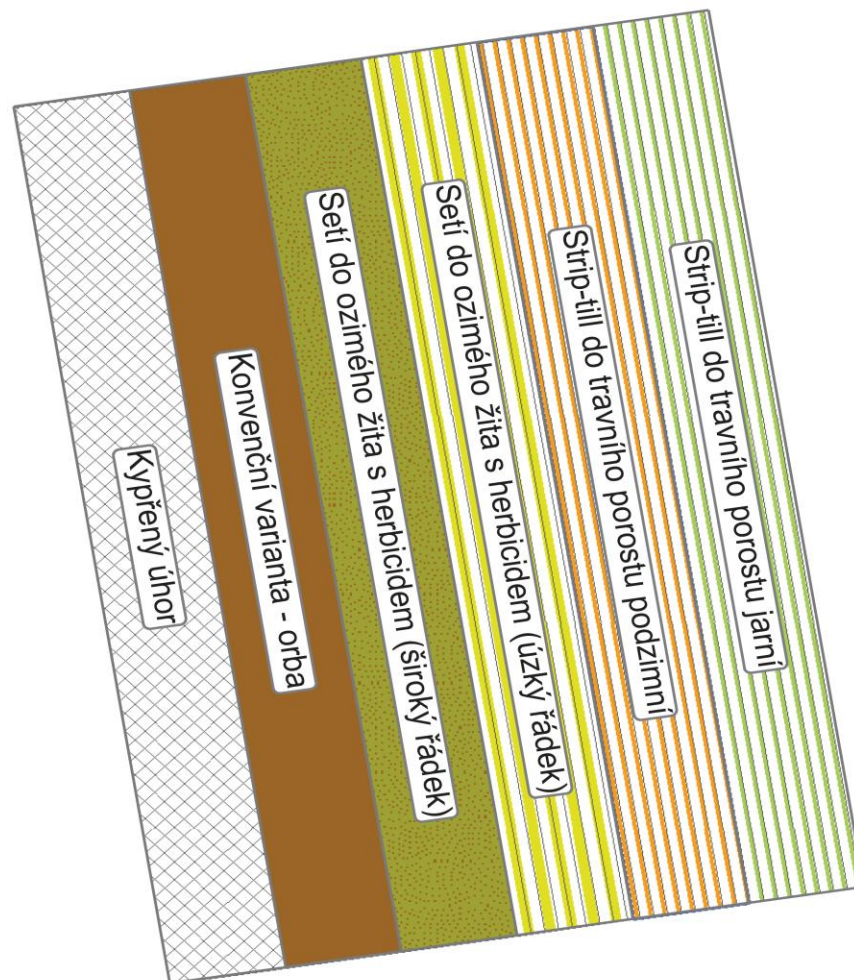 Kypřený úhor
Konvenční varianta - orba
Setí do ozimého žita s herbicidem (široký řádek)
Setí do ozimého žita s herbicidem (úzký řádek)
Strip-till do travního porostu podzimní
Strip-till do travního porostu jarní